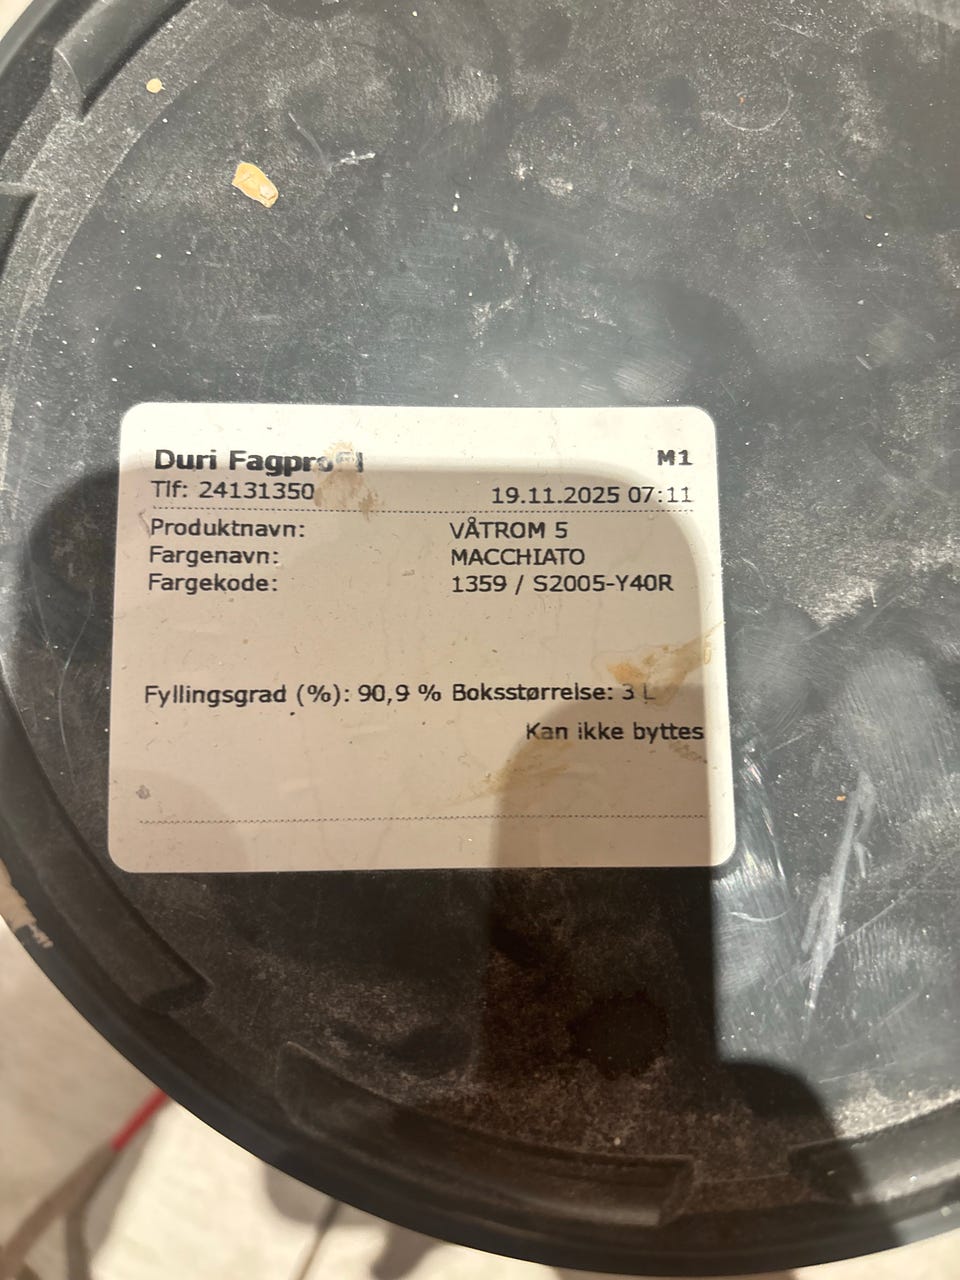 Duri Fagprofil
M1
Tlf: 24131350
19.11.2025 07:11
Produktnavn: VÅTROM 5
Fargenavn: MACCHIATO
Fargekode: 1359 / S2005-Y40R
Fyllingsgrad (%): 90,9 % Boksstørrelse: 3 L
Kan ikke byttes